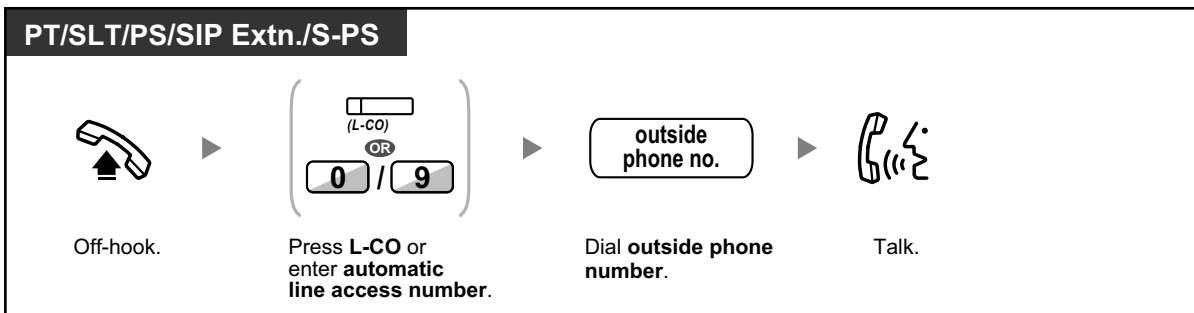 PT/SLT/PS/SIP Extn./S-PS
(L-CO)
OR
0 / 9
outside
phone no.
Off-hook.
Press L-CO or
enter automatic
line access number.
Dial outside phone
number.
Talk.